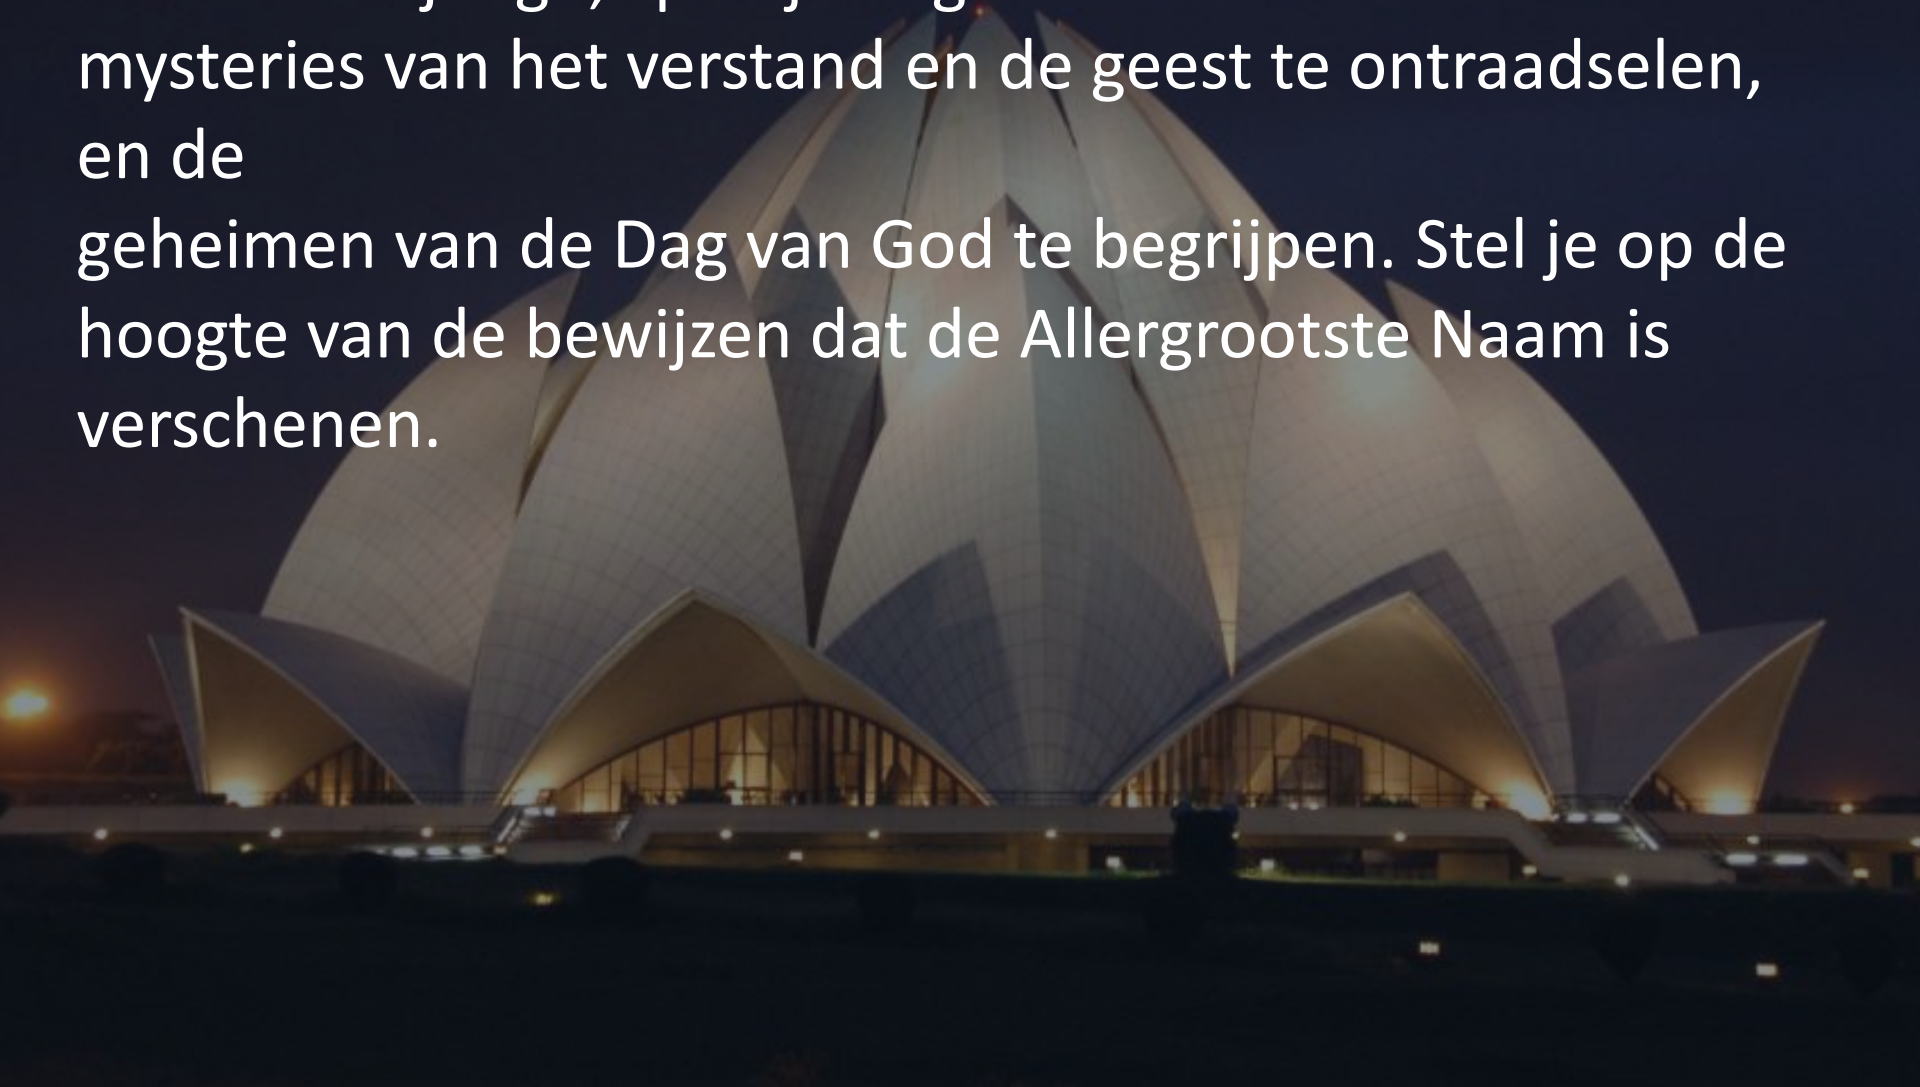 mysteries van het verstand en de geest te ontraadselen,
en de
geheimen van de Dag van God te begrijpen. Stel je op de
hoogte van de bewijzen dat de Allergrootste Naam is
verschenen.